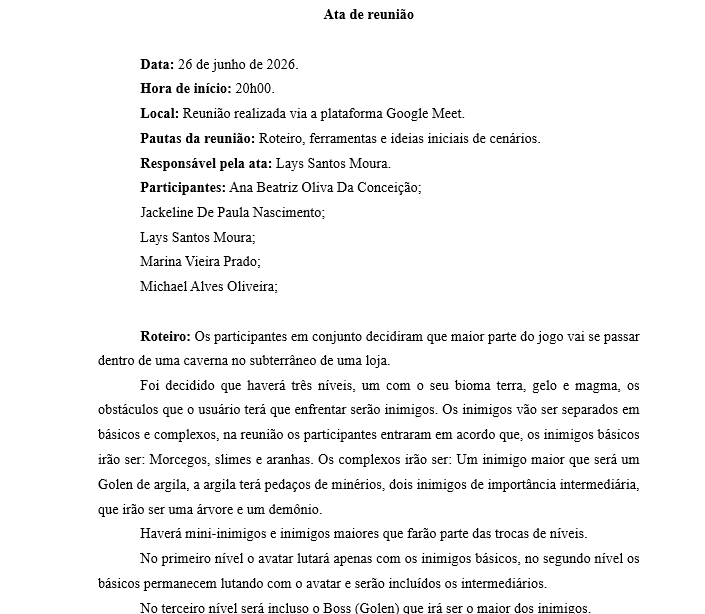 Ata de reunião
Data: 26 de junho de 2026.
Hora de início: 20h00.
Local: Reunião realizada via a plataforma Google Meet.
Pautas da reunião: Roteiro, ferramentas e ideias iniciais de cenários.
Responsável pela ata: Lays Santos Moura.
Participantes: Ana Beatriz Oliva Da Conceição;
Jackeline De Paula Nascimento;
Lays Santos Moura;
Marina Vieira Prado;
Michael Alves Oliveira;
Roteiro: Os participantes em conjunto decidiram que maior parte do jogo vai se passar
dentro de uma caverna no subterrâneo de uma loja.
Foi decidido que haverá três níveis, um com o seu bioma terra, gelo e magma, os
obstáculos que o usuário terá que enfrentar serão inimigos. Os inimigos vão ser separados em
básicos e complexos, na reunião os participantes entraram em acordo que, os inimigos básicos
irão ser: Morcegos, slimes e aranhas. Os complexos irão ser: Um inimigo maior que será um
Golen de argila, a argila terá pedaços de minérios, dois inimigos de importância intermediária,
que irão ser uma árvore e um demônio.
Haverá mini-inimigos e inimigos maiores que farão parte das trocas de níveis.
No primeiro nível o avatar lutará apenas com os inimigos básicos, no segundo nível os
básicos permanecem lutando com o avatar e serão incluídos os intermediários.
No terceiro nível será incluso o Boss (Golen) que irá ser o maior dos inimigos.